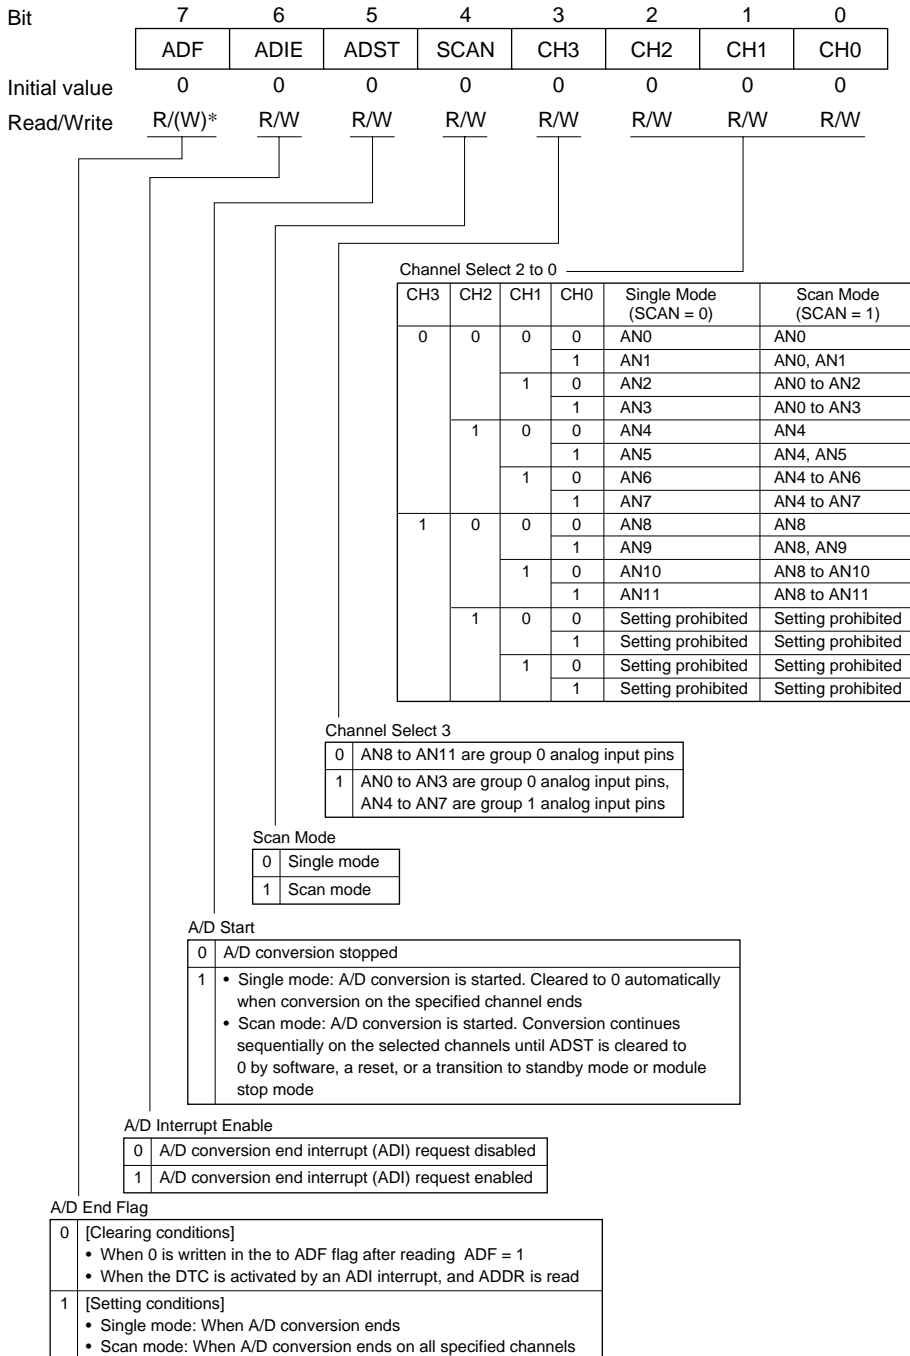 Bit 7 6 5 4 3 2 1 0
ADF ADIE ADST SCAN CH3 CH2 CH1 CH0
Initial value 0 0 0 0 0 0 0 0
Read/Write R/(W)* R/W R/W R/W R/W R/W R/W R/W
Channel Select 2 to 0
CH3 CH2 CH1 CH0 Single Mode Scan Mode
(SCAN = 0) (SCAN = 1)
0 0 0 0 AN0 AN0
1 AN1 AN0, AN1
1 0 AN2 AN0 to AN2
1 AN3 AN0 to AN3
1 0 0 AN4 AN4
1 AN5 AN4, AN5
1 0 AN6 AN4 to AN6
1 AN7 AN4 to AN7
1 0 0 0 AN8 AN8
1 AN9 AN8, AN9
1 0 AN10 AN8 to AN10
1 AN11 AN8 to AN11
1 0 0 Setting prohibited Setting prohibited
1 Setting prohibited Setting prohibited
1 0 Setting prohibited Setting prohibited
1 Setting prohibited Setting prohibited
Channel Select 3
0 AN8 to AN11 are group 0 analog input pins
1 AN0 to AN3 are group 0 analog input pins,
AN4 to AN7 are group 1 analog input pins
Scan Mode
0 Single mode
1 Scan mode
A/D Start
0 A/D conversion stopped
1 • Single mode: A/D conversion is started. Cleared to 0 automatically
when conversion on the specified channel ends
• Scan mode: A/D conversion is started. Conversion continues
sequentially on the selected channels until ADST is cleared to
0 by software, a reset, or a transition to standby mode or module
stop mode
A/D Interrupt Enable
0 A/D conversion end interrupt (ADI) request disabled
1 A/D conversion end interrupt (ADI) request enabled
A/D End Flag
0 [Clearing conditions]
• When 0 is written in the to ADF flag after reading ADF = 1
• When the DTC is activated by an ADI interrupt, and ADDR is read
1 [Setting conditions]
• Single mode: When A/D conversion ends
• Scan mode: When A/D conversion ends on all specified channels